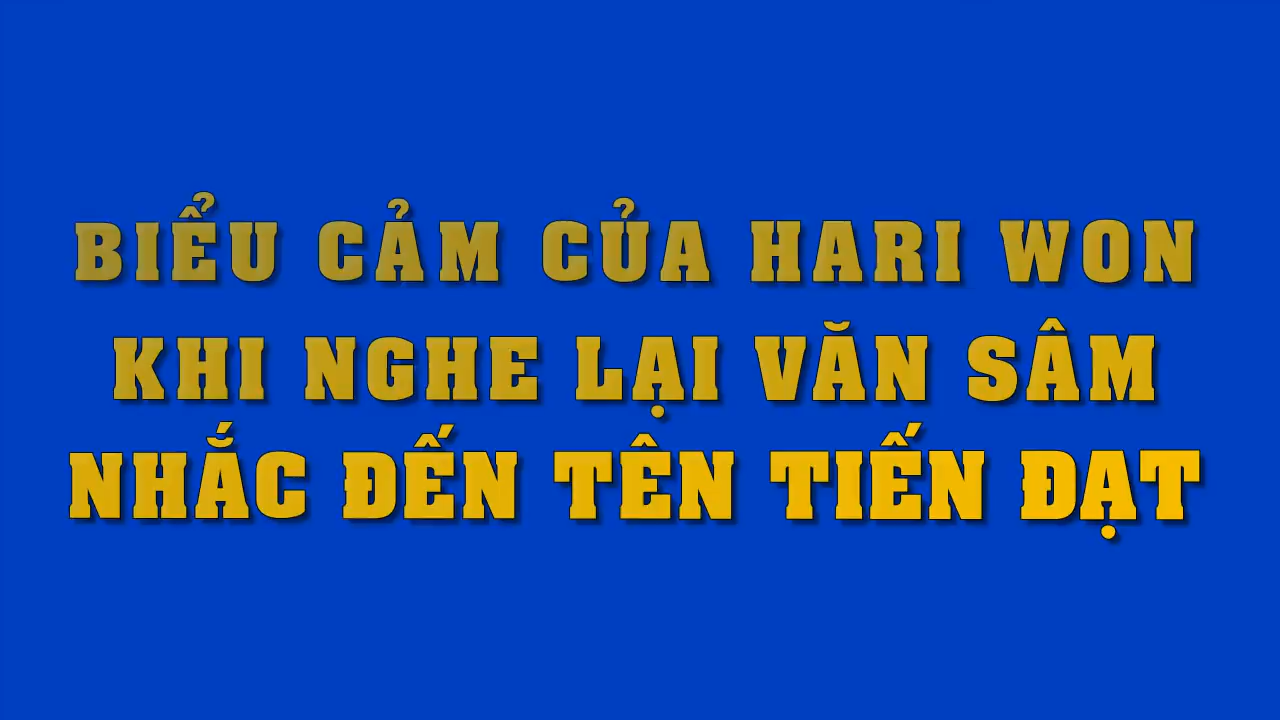 BIỂU CẢM CỦA HARI WON
KHI NGHE LẠI VĂN SÂM
NHẮC ĐẾN TÊN TIẾN ĐẠT